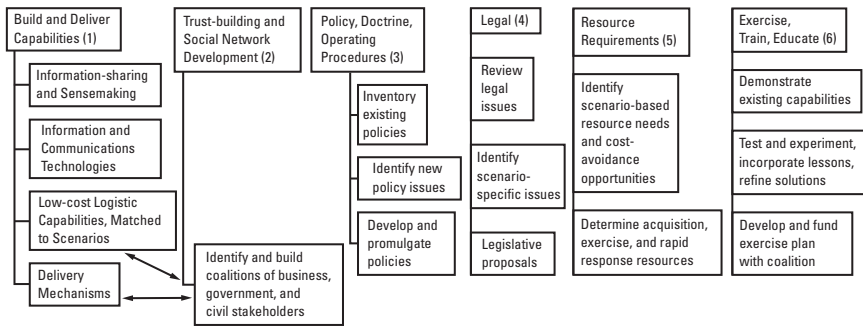 Build and Deliver
Capabilities (1)
Information-sharing
and Sensemaking
Information and
Communications
Technologies
Low-cost Logistic
Capabilities, Matched
to Scenarios
Delivery
Mechanisms
Trust-building and
Social Network
Development (2)
Identify and build
coalitions of business,
government, and
civil stakeholders
Policy, Doctrine,
Operating
Procedures (3)
Inventory
existing
policies
Identify new
policy issues
Develop and
promulgate
policies
Legal (4)
Review
legal
issues
Identify
scenario-
specific issues
Legislative
proposals
Resource
Requirements (5)
Identify
scenario-based
resource needs
and cost-
avoidance
opportunities
Determine acquisition,
exercise, and rapid
response resources
Exercise,
Train, Educate (6)
Demonstrate
existing capabilities
Test and experiment,
incorporate lessons,
refine solutions
Develop and fund
exercise plan
with coalition